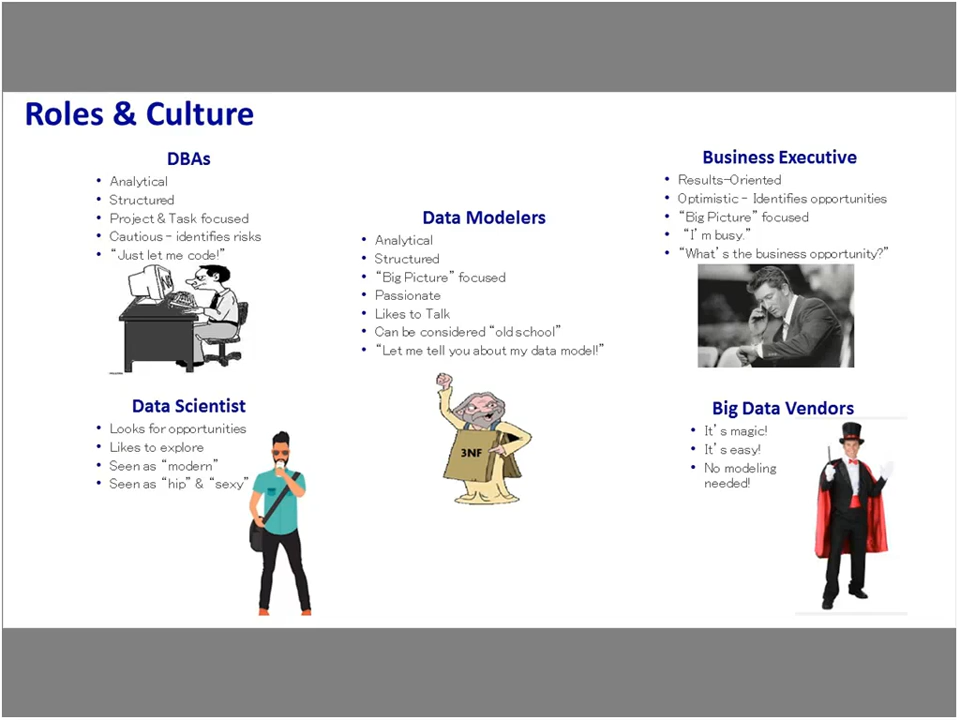 Roles & Culture
DBAs
• Analytical
• Structured
• Project & Task focused
• Cautious – identifies risks
• “Just let me code!”
Data Scientist
• Looks for opportunities
• Likes to explore
• Seen as “modern”
• Seen as “hip” & “sexy”
Data Modelers
• Analytical
• Structured
• “Big Picture” focused
• Passionate
• Likes to Talk
• Can be considered “old school”
• “Let me tell you about my data model!”
3NF
Business Executive
• Results-Oriented
• Optimistic – Identifies opportunities
• “Big Picture” focused
• “I’m busy.”
• “What’s the business opportunity?”
Big Data Vendors
• It’s magic!
• It’s easy!
• No modeling
needed!